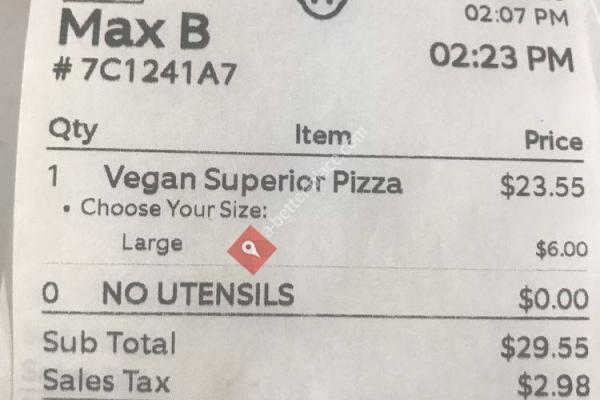 02:07 PM
Max B
02:23 PM
# 7C1241A7
Qty Item Price
1 Vegan Superior Pizza $23.55
• Choose Your Size:
Large $6.00
0 NO UTENSILS $0.00
Sub Total $29.55
Sales Tax $2.98